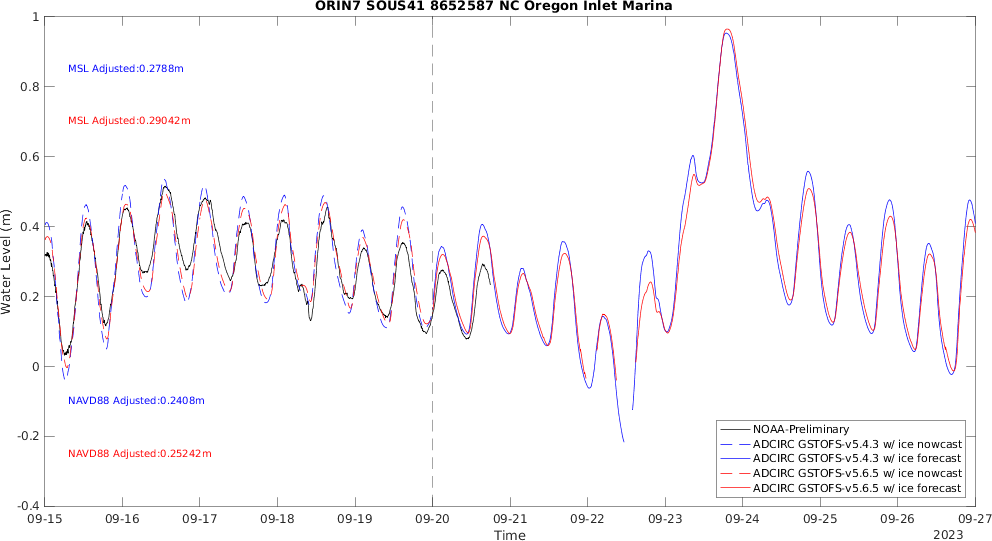 ORIN7 SOUS41 8652587 NC Oregon Inlet Marina
1
0.8
0.6
0.4
0.2
0
-0.2
-0.4
Water Level (m)
MSL Adjusted:0.2788m
MSL Adjusted:0.29042m
NAVD88 Adjusted:0.2408m
NAVD88 Adjusted:0.25242m
NOAA-Preliminary
ADCIRC GSTOFS-v5.4.3 w/ ice nowcast
ADCIRC GSTOFS-v5.4.3 w/ ice forecast
ADCIRC GSTOFS-v5.6.5 w/ ice nowcast
ADCIRC GSTOFS-v5.6.5 w/ ice forecast
09-15 09-16 09-17 09-18 09-19 09-20 09-21 09-22 09-23 09-24 09-25 09-26 09-27
Time
2023